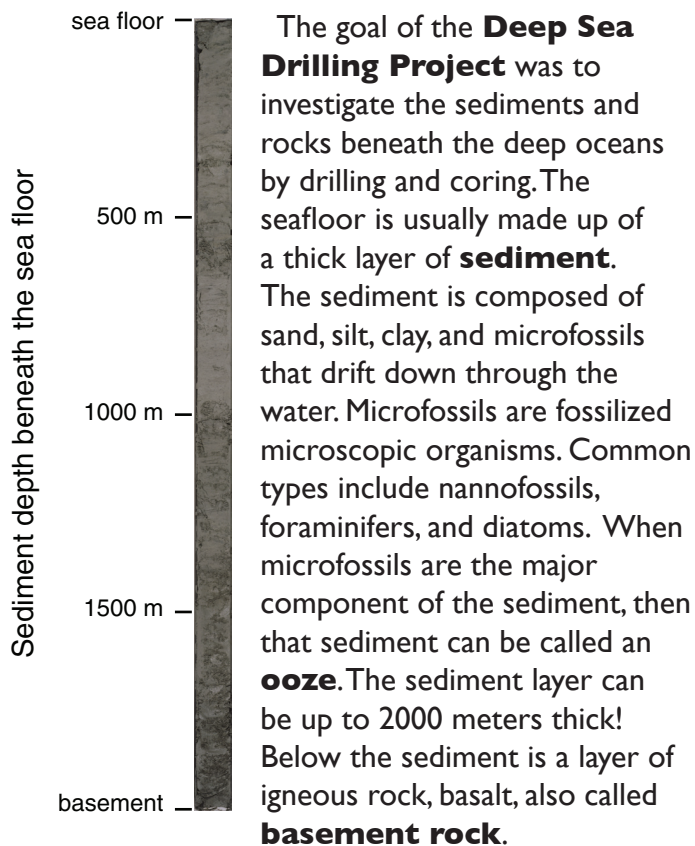 sea floor
500 m
1000 m
1500 m
basement
Sediment depth beneath the sea floor
The goal of the Deep Sea
Drilling Project was to
investigate the sediments and
rocks beneath the deep oceans
by drilling and coring. The
seafloor is usually made up of
a thick layer of sediment.
The sediment is composed of
sand, silt, clay, and microfossils
that drift down through the
water. Microfossils are fossilized
microscopic organisms. Common
types include nannofossils,
foraminifers, and diatoms.  When
microfossils are the major
component of the sediment, then
that sediment can be called an
ooze. The sediment layer can
be up to 2000 meters thick!
Below the sediment is a layer of
igneous rock, basalt, also called
basement rock.